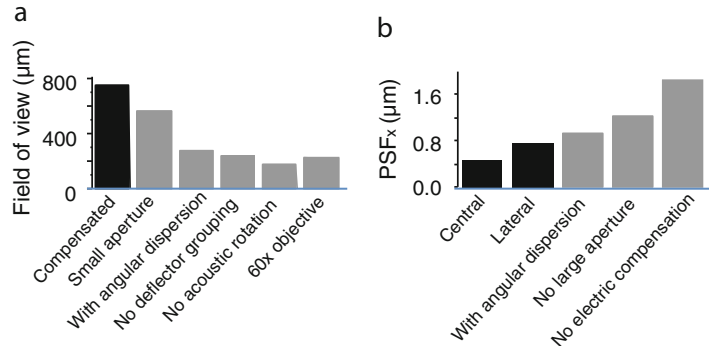 a
Field of view (µm)
800
400
0
Compensated
Small aperture
With angular dispersion
No deflector grouping
No acoustic rotation
60x objective
b
PSFx (µm)
1.6
0.8
0.0
Central
Lateral
With angular dispersion
No large aperture
No electric compensation